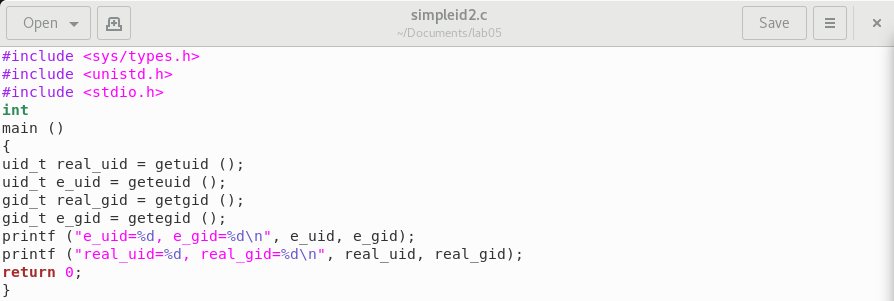 Open
simpleid2.c
~/Documents/lab05
Save
#include <sys/types.h>
#include <unistd.h>
#include <stdio.h>
int
main ()
{
uid_t real_uid = getuid ();
uid_t e_uid = geteuid ();
gid_t real_gid = getgid ();
gid_t e_gid = getegid ();
printf ("e_uid=%d, e_gid=%d\n", e_uid, e_gid);
printf ("real_uid=%d, real_gid=%d\n", real_uid, real_gid);
return 0;
}